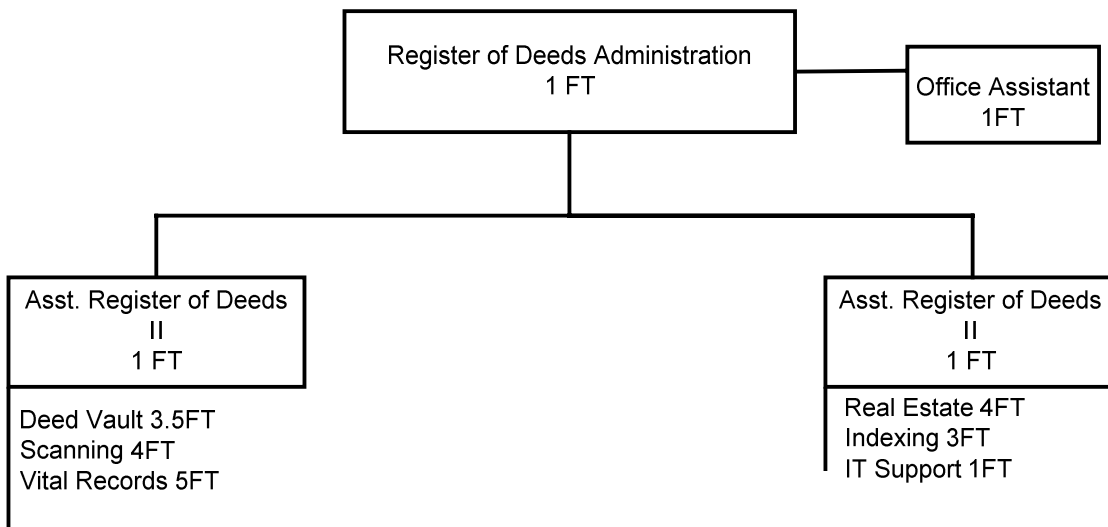 Register of Deeds Administration
1 FT
Office Assistant
1FT
Asst. Register of Deeds
II
1 FT
Deed Vault 3.5FT
Scanning 4FT
Vital Records 5FT
Asst. Register of Deeds
II
1 FT
Real Estate 4FT
Indexing 3FT
IT Support 1FT